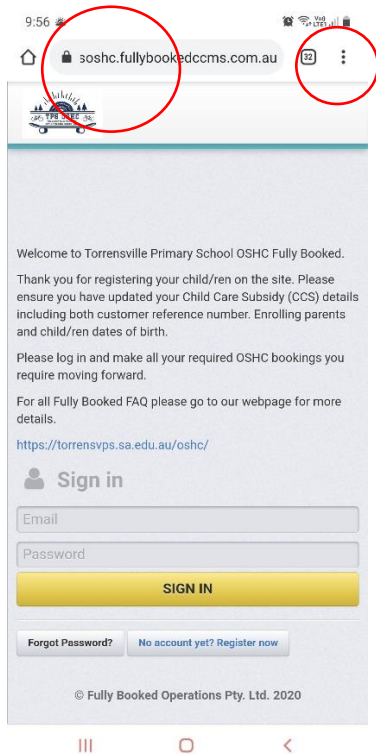 9:56
soshc.fullybookedccms.com.au
32
TPS OSHC
Welcome to Torrensville Primary School OSHC Fully Booked.
Thank you for registering your child/ren on the site. Please
ensure you have updated your Child Care Subsidy (CCS) details
including both customer reference number. Enrolling parents
and child/ren dates of birth.
Please log in and make all your required OSHC bookings you
require moving forward.
For all Fully Booked FAQ please go to our webpage for more
details.
https://torrensvps.sa.edu.au/oshc/
Sign in
Email
Password
SIGN IN
Forgot Password? No account yet? Register now
© Fully Booked Operations Pty. Ltd. 2020